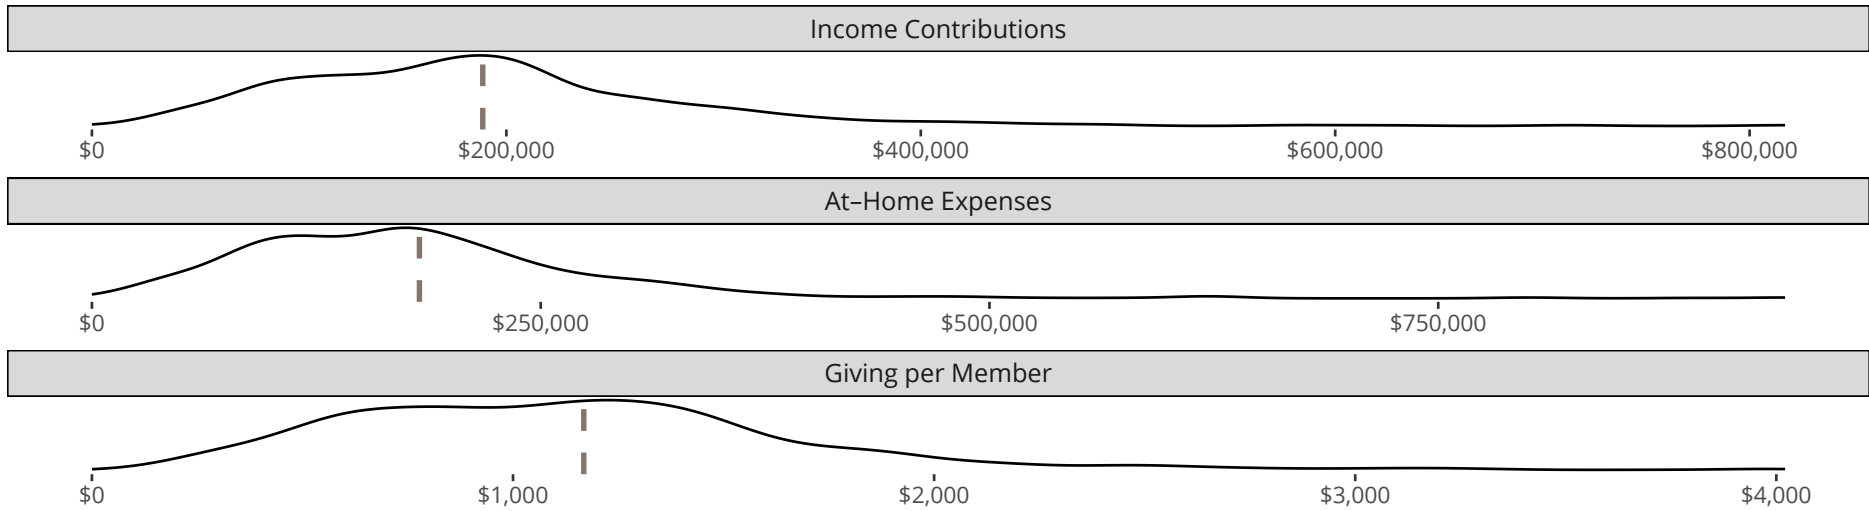 Income Contributions
$0 $200,000 $400,000 $600,000 $800,000
At–Home Expenses
$0 $250,000 $500,000 $750,000
Giving per Member
$0 $1,000 $2,000 $3,000 $4,000